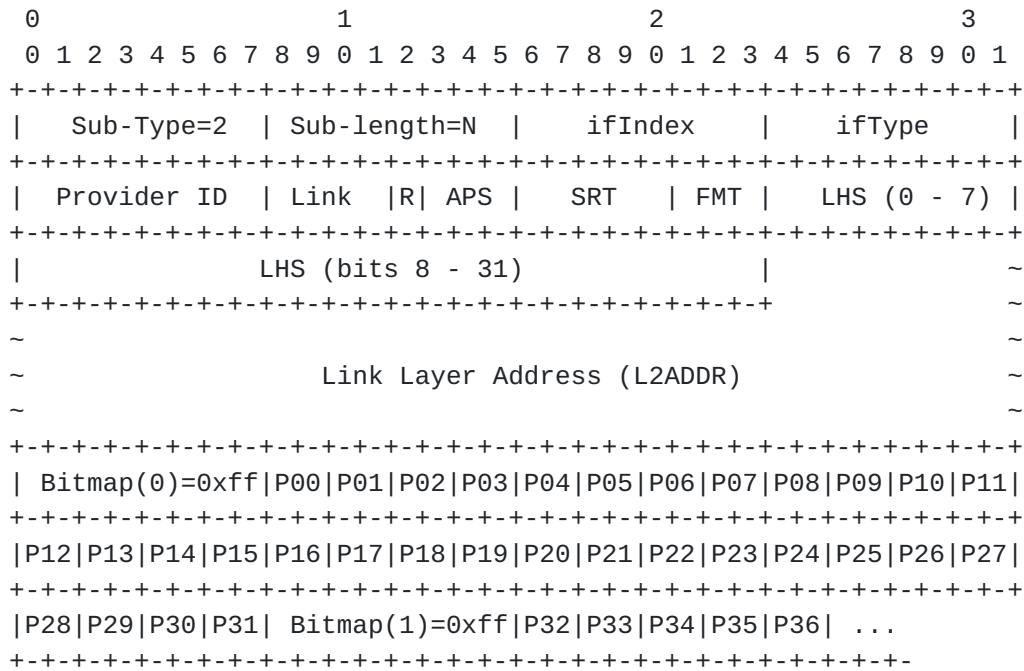 0                   1                   2                   3
 0 1 2 3 4 5 6 7 8 9 0 1 2 3 4 5 6 7 8 9 0 1 2 3 4 5 6 7 8 9 0 1
+-+-+-+-+-+-+-+-+-+-+-+-+-+-+-+-+-+-+-+-+-+-+-+-+-+-+-+-+-+-+-+-+
|   Sub-Type=2  | Sub-length=N  |    ifIndex    |    ifType     |
+-+-+-+-+-+-+-+-+-+-+-+-+-+-+-+-+-+-+-+-+-+-+-+-+-+-+-+-+-+-+-+-+
|  Provider ID  | Link  |R| APS |   SRT   | FMT |   LHS (0 - 7) |
+-+-+-+-+-+-+-+-+-+-+-+-+-+-+-+-+-+-+-+-+-+-+-+-+-+-+-+-+-+-+-+-+
|               LHS (bits 8 - 31)               |               ~
+-+-+-+-+-+-+-+-+-+-+-+-+-+-+-+-+-+-+-+-+-+-+-+-+               ~
~                                                               ~
~                   Link Layer Address (L2ADDR)                 ~
~                                                               ~
+-+-+-+-+-+-+-+-+-+-+-+-+-+-+-+-+-+-+-+-+-+-+-+-+-+-+-+-+-+-+-+-+
| Bitmap(0)=0xff|P00|P01|P02|P03|P04|P05|P06|P07|P08|P09|P10|P11|
+-+-+-+-+-+-+-+-+-+-+-+-+-+-+-+-+-+-+-+-+-+-+-+-+-+-+-+-+-+-+-+-+
|P12|P13|P14|P15|P16|P17|P18|P19|P20|P21|P22|P23|P24|P25|P26|P27|
+-+-+-+-+-+-+-+-+-+-+-+-+-+-+-+-+-+-+-+-+-+-+-+-+-+-+-+-+-+-+-+-+
|P28|P29|P30|P31| Bitmap(1)=0xff|P32|P33|P34|P35|P36| ...
+-+-+-+-+-+-+-+-+-+-+-+-+-+-+-+-+-+-+-+-+-+-+-+-+-+-+-+-+-